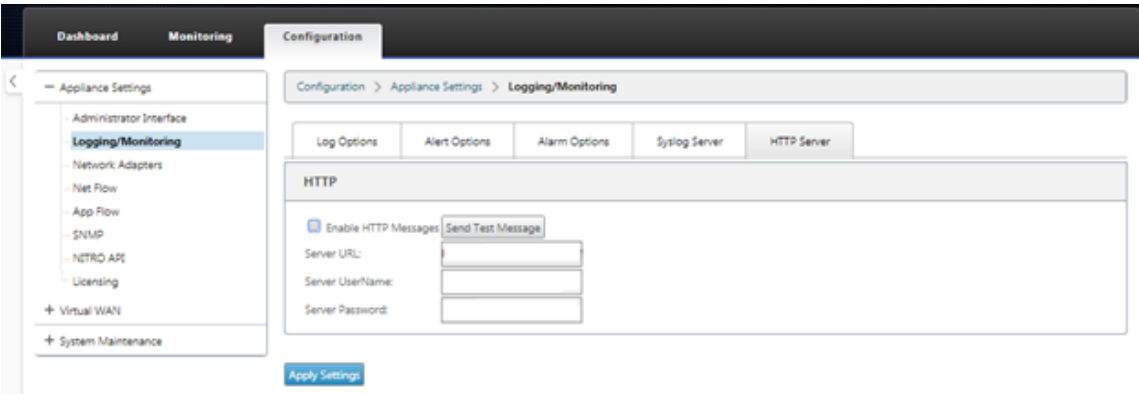 Dashboard Monitoring Configuration
Appliance Settings
Configuration > Appliance Settings > Logging/Monitoring
Administrator Interface
Logging/Monitoring
Network Adapters
Net Flow
App Flow
SNMP
NITRO API
Licensing
Virtual WAN
System Maintenance
Log Options Alert Options Alarm Options Syslog Server HTTP Server
HTTP
Enable HTTP Messages Send Test Message
Server URL:
Server UserName:
Server Password:
Apply Settings